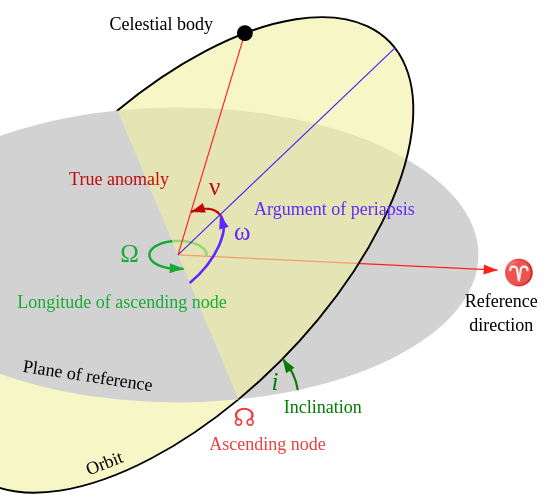 Celestial body
True anomaly
ν
Argument of periapsis
ω
Ω
♈
Longitude of ascending node
Reference
direction
Plane of reference
i
Inclination
☊
Ascending node
Orbit